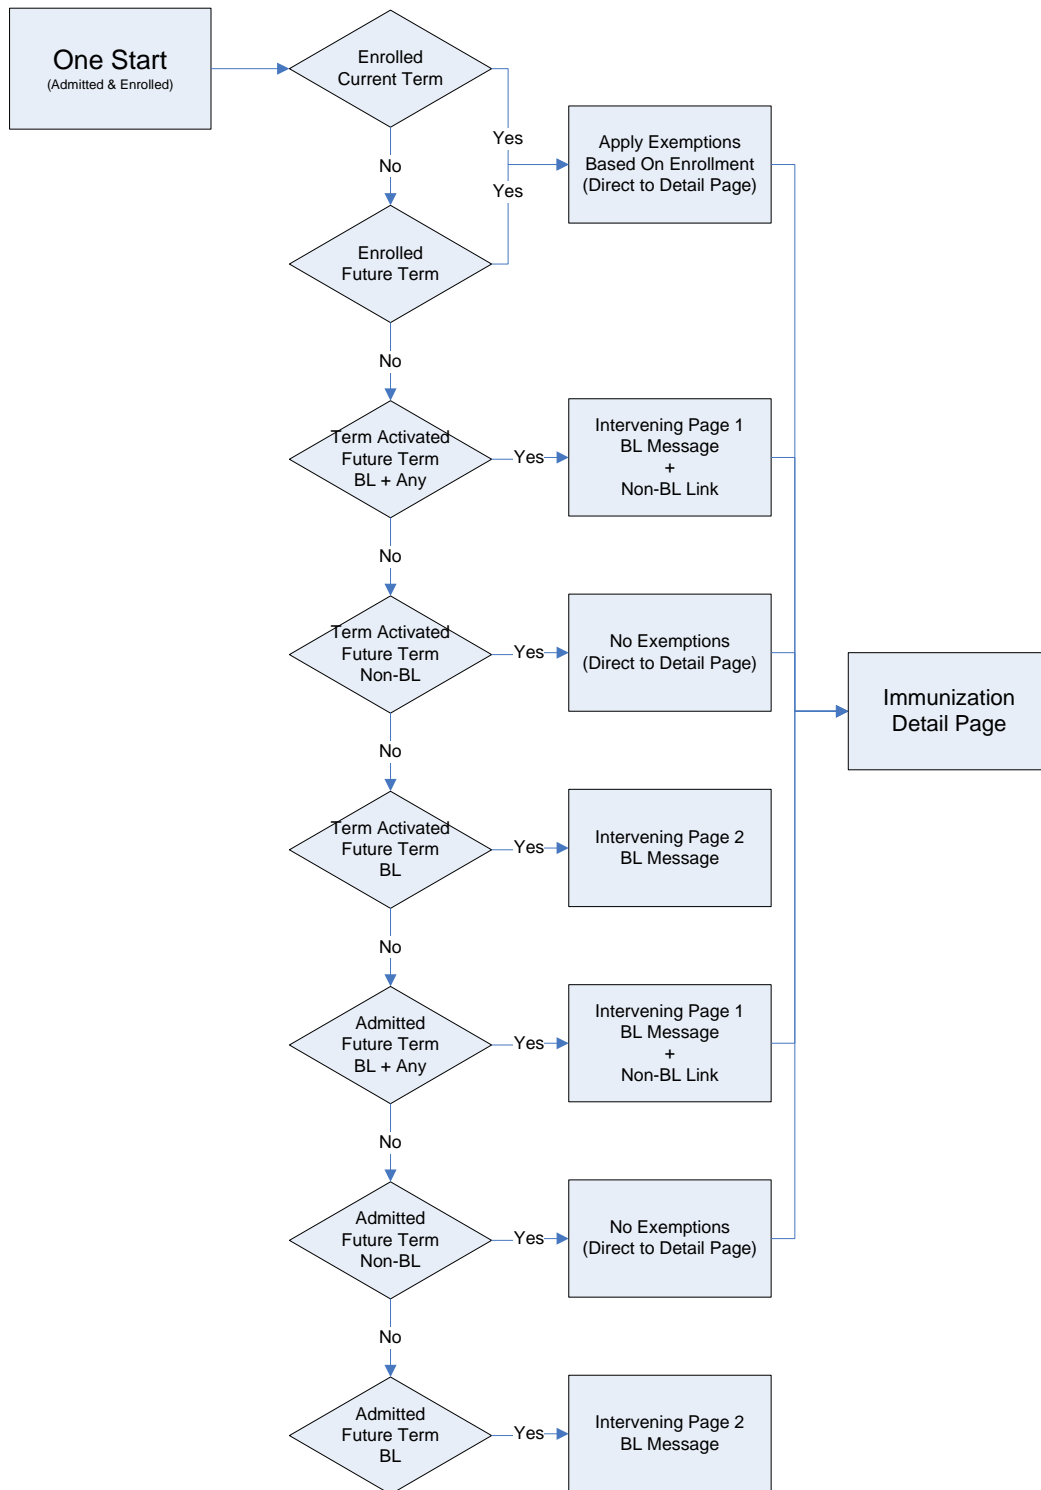 One Start
(Admitted & Enrolled)
Enrolled
Current Term
Yes
Apply Exemptions
Based On Enrollment
(Direct to Detail Page)
No
Yes
Enrolled
Future Term
No
Term Activated
Future Term
BL + Any
Yes
Intervening Page 1
BL Message
+
Non-BL Link
No
Term Activated
Future Term
Non-BL
Yes
No Exemptions
(Direct to Detail Page)
Immunization
Detail Page
No
Term Activated
Future Term
BL
Yes
Intervening Page 2
BL Message
No
Admitted
Future Term
BL + Any
Yes
Intervening Page 1
BL Message
+
Non-BL Link
No
Admitted
Future Term
Non-BL
Yes
No Exemptions
(Direct to Detail Page)
No
Admitted
Future Term
BL
Yes
Intervening Page 2
BL Message